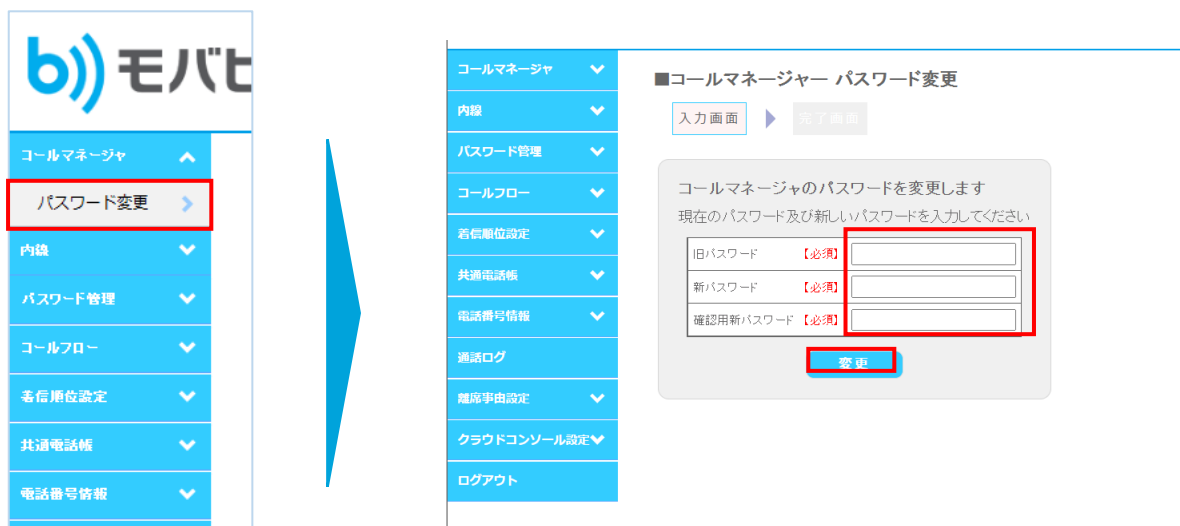 b)) モバビ
コールマネージャ
パスワード変更
内線
パスワード管理
コールフロー
着信順位設定
共通電話帳
電話番号情報
コールマネージャ
内線
パスワード管理
コールフロー
着信順位設定
共通電話帳
電話番号情報
通話ログ
離席事由設定
クラウドコンソール設定
ログアウト
■コールマネージャー パスワード変更
入力画面 完了画面
コールマネージャのパスワードを変更します
現在のパスワード及び新しいパスワードを入力してください
旧パスワード 【必須】
新パスワード 【必須】
確認用新パスワード 【必須】
変更